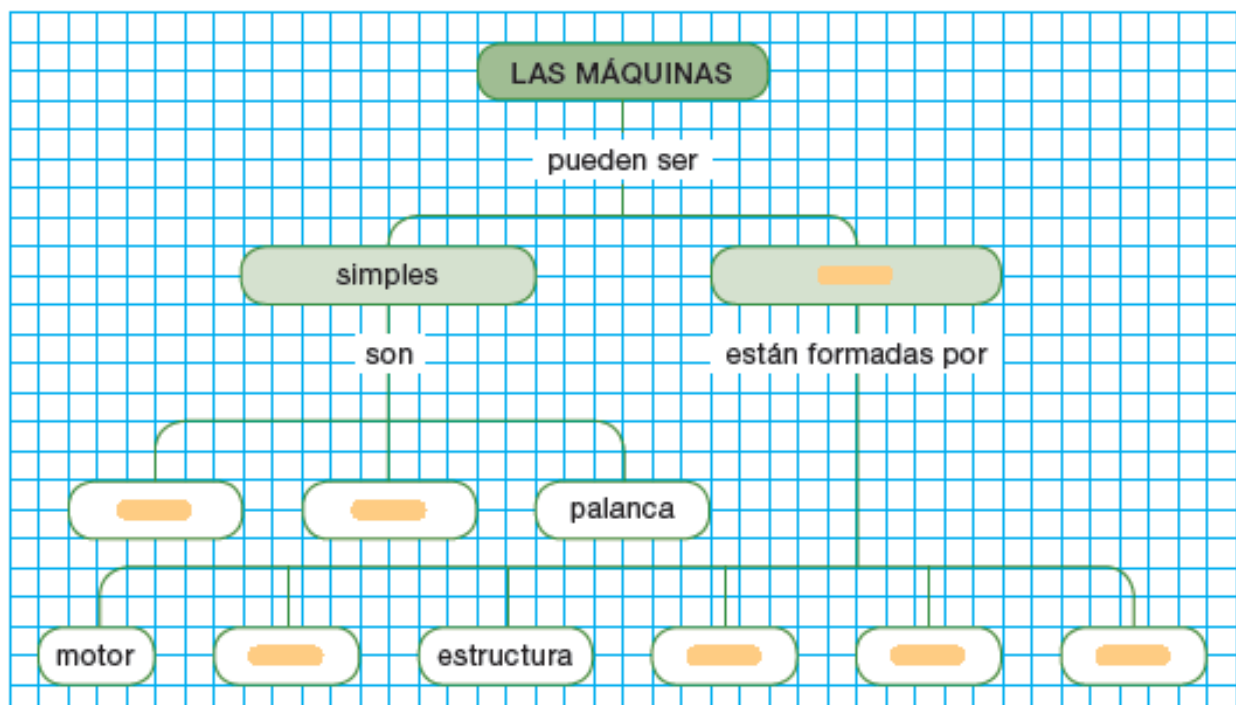 LAS MÁQUINAS
pueden ser
simples
son
están formadas por
palanca
motor
estructura